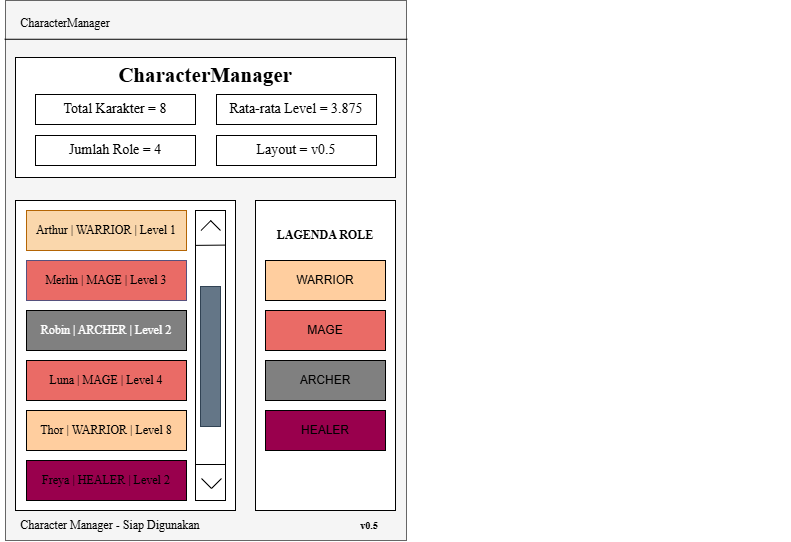 CharacterManager
CharacterManager
Total Karakter = 8
Rata-rata Level = 3.875
Jumlah Role = 4
Layout = v0.5
Arthur | WARRIOR | Level 1
Merlin | MAGE | Level 3
Robin | ARCHER | Level 2
Luna | MAGE | Level 4
Thor | WARRIOR | Level 8
Freya | HEALER | Level 2
LAGENDA ROLE
WARRIOR
MAGE
ARCHER
HEALER
Character Manager - Siap Digunakan
v0.5